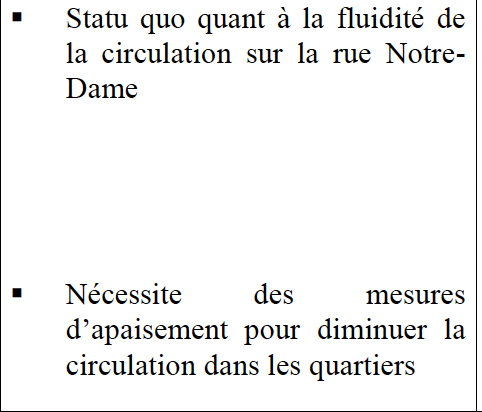 ▪ Statu quo quant à la fluidité de
la circulation sur la rue Notre-
Dame
▪ Nécessite des mesures
d’apaisement pour diminuer la
circulation dans les quartiers